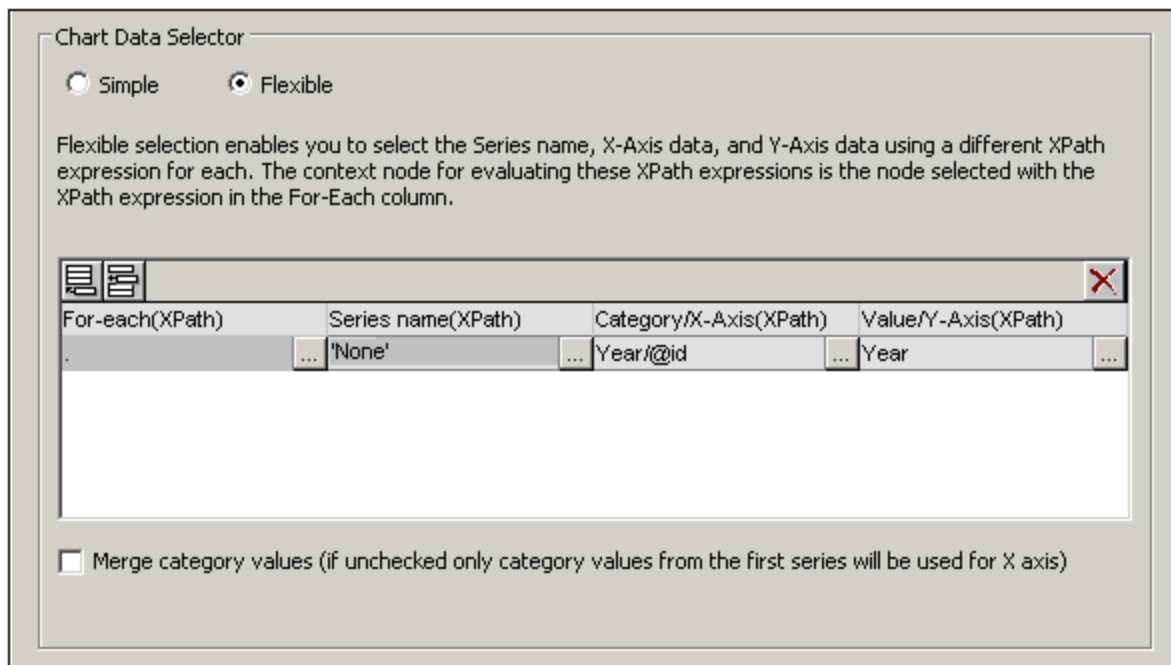 Chart Data Selector
Simple Flexible
Flexible selection enables you to select the Series name, X-Axis data, and Y-Axis data using a different XPath
expression for each. The context node for evaluating these XPath expressions is the node selected with the
XPath expression in the For-Each column.
For-each(XPath) Series name(XPath) Category/X-Axis(XPath) Value/Y-Axis(XPath)
. ... 'None' ... Year/@id ... Year ...
Merge category values (if unchecked only category values from the first series will be used for X axis)